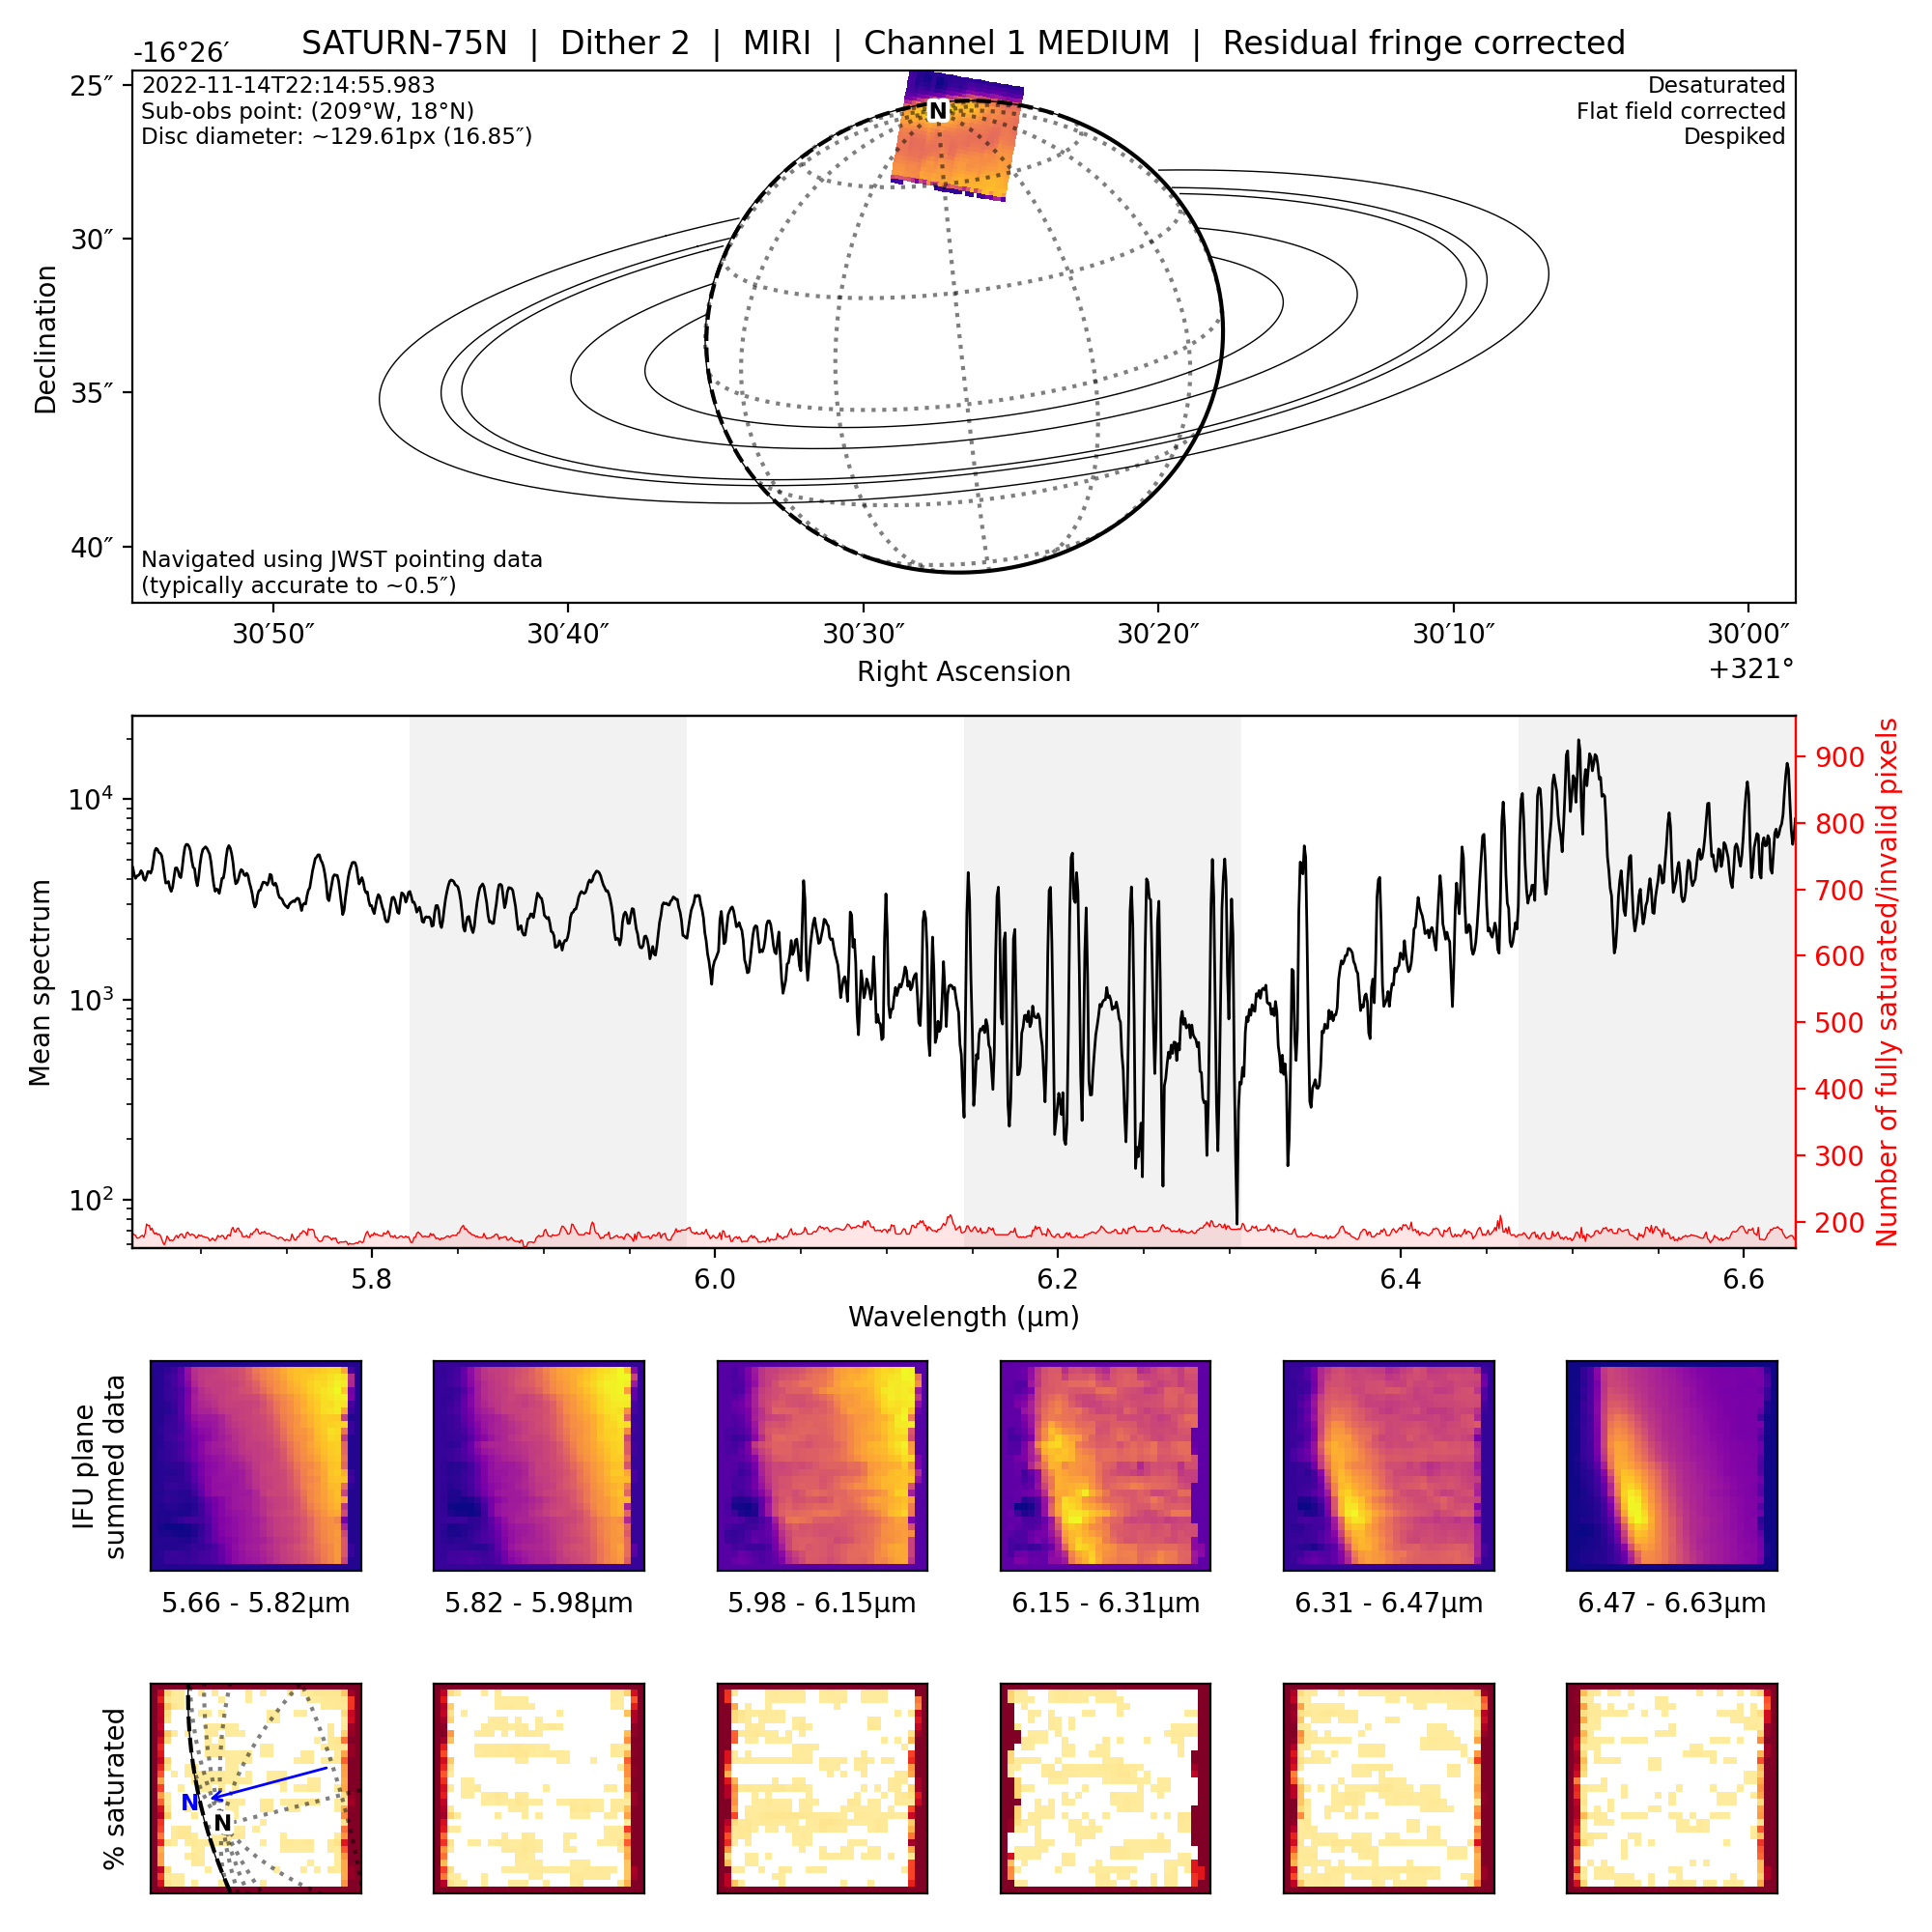 SATURN-75N | Dither 2 | MIRI | Channel 1 MEDIUM | Residual fringe corrected
-16°26′
2022-11-14T22:14:55.983
Sub-obs point: (209°W, 18°N)
Disc diameter: ~129.61px (16.85″)
Desaturated
Flat field corrected
Despiked
N
25″
30″
35″
40″
Declination
Navigated using JWST pointing data
(typically accurate to ~0.5″)
30′50″
30′40″
30′30″
30′20″
30′10″
30′00″
Right Ascension
+321°
Mean spectrum
10⁴
10³
10²
900
800
700
600
500
400
300
200
Number of fully saturated/invalid pixels
5.8
6.0
6.2
6.4
6.6
Wavelength (µm)
IFU plane
summed data
5.66 - 5.82µm
5.82 - 5.98µm
5.98 - 6.15µm
6.15 - 6.31µm
6.31 - 6.47µm
6.47 - 6.63µm
% saturated
N
N